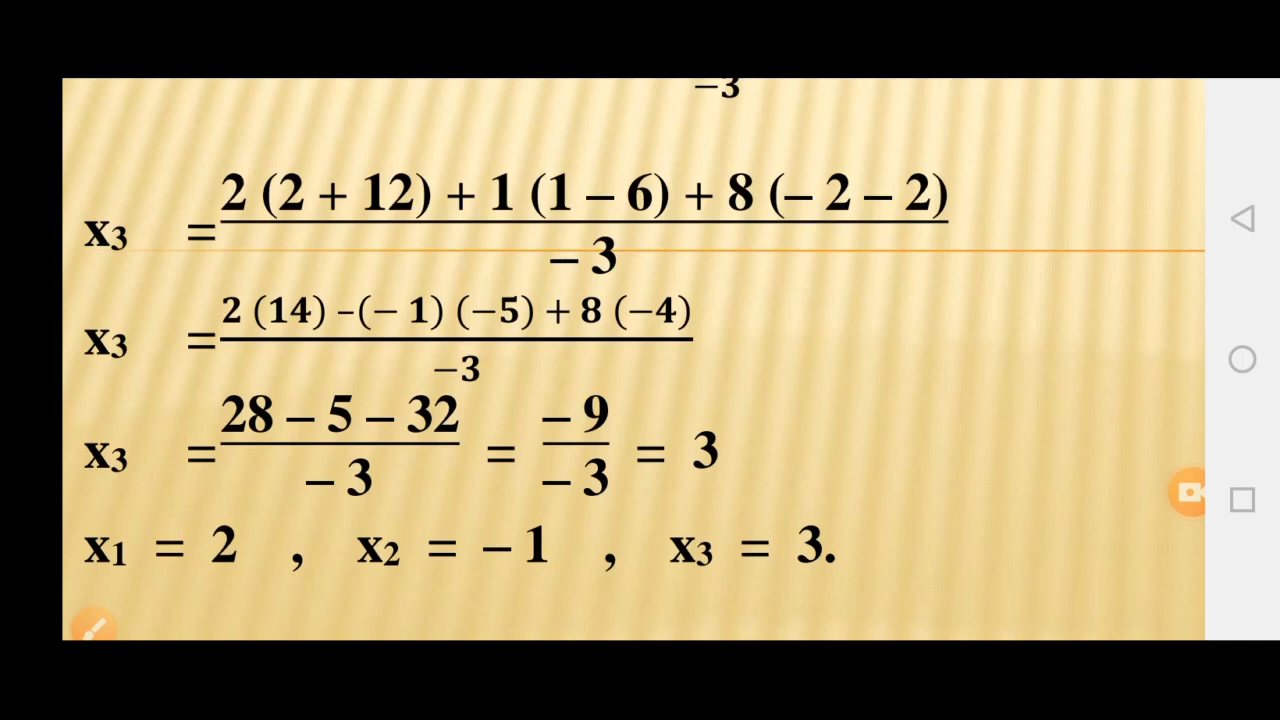 −3
x₃ = 2 (2 + 12) + 1 (1 – 6) + 8 (– 2 – 2) / – 3
x₃ = 2 (14) –(− 1) (−5) + 8 (−4) / −3
x₃ = 28 – 5 – 32 / – 3 = – 9 / – 3 = 3
x₁ = 2 , x₂ = – 1 , x₃ = 3.